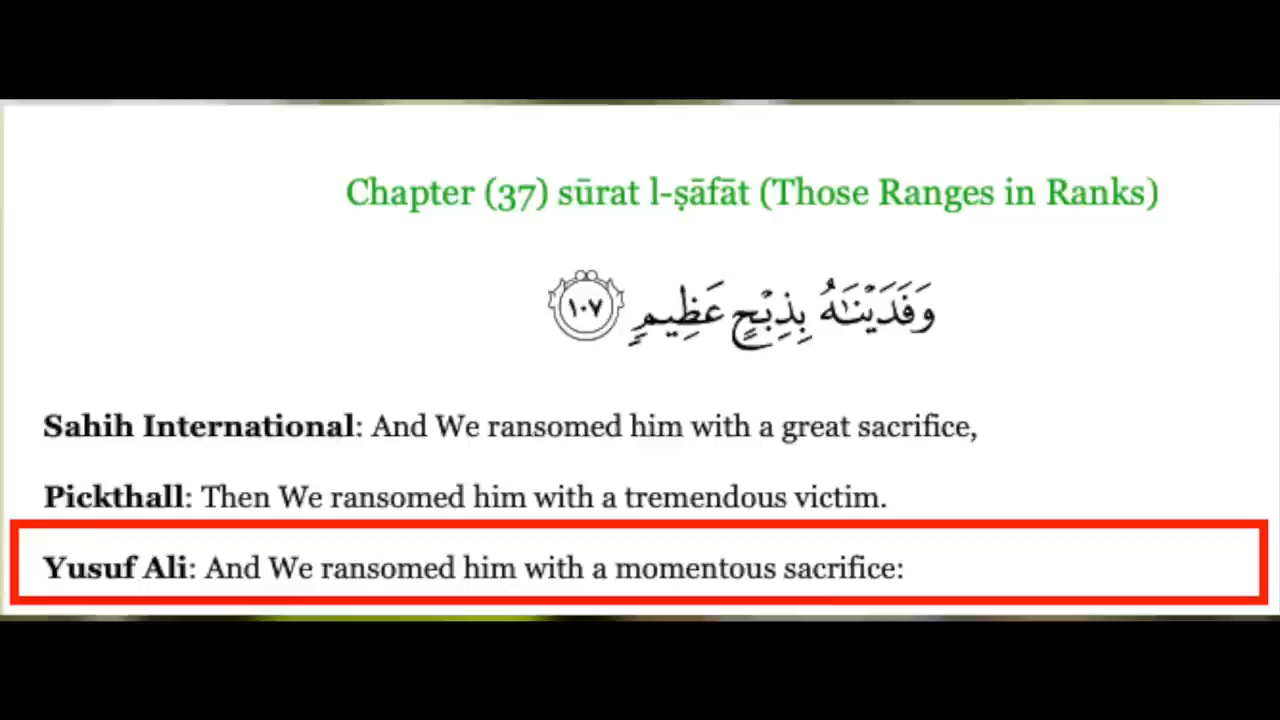 Chapter (37) sūrat l-ṣāfāt (Those Ranges in Ranks)
وَفَدَيْنَـٰهُ بِذِبْحٍ عَظِيمٍ ١٠٧
Sahih International: And We ransomed him with a great sacrifice,
Pickthall: Then We ransomed him with a tremendous victim.
Yusuf Ali: And We ransomed him with a momentous sacrifice: